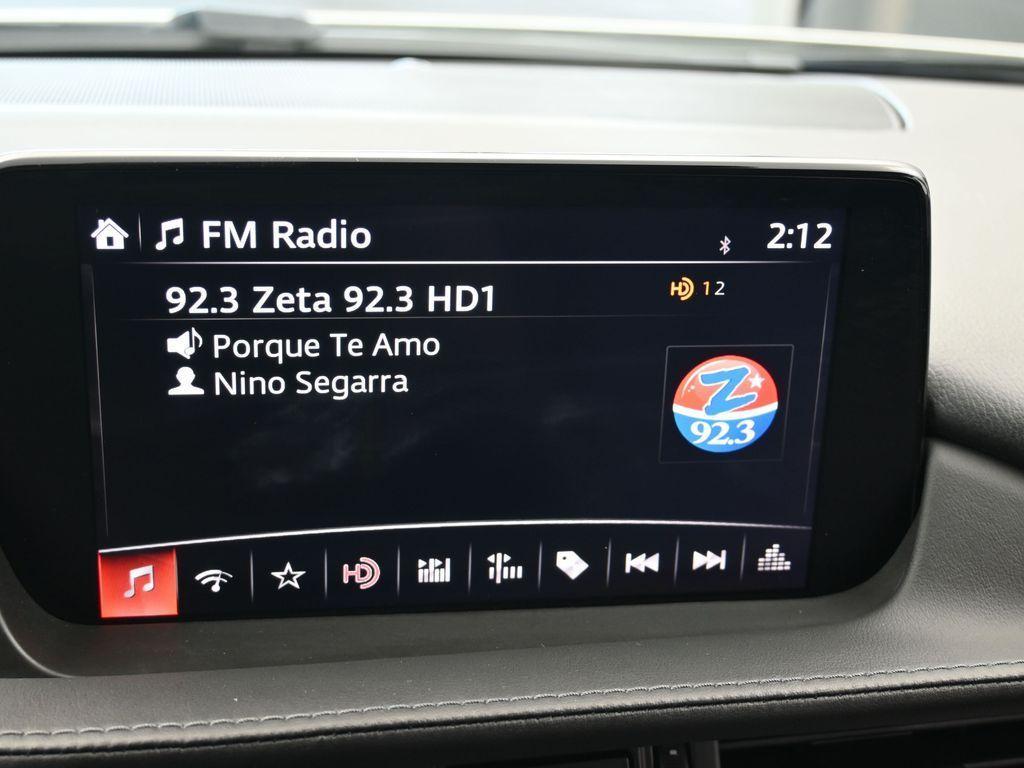 FM Radio
2:12
92.3 Zeta 92.3 HD1
HD 1 2
Porque Te Amo
Nino Segarra
Z
92.3
HD